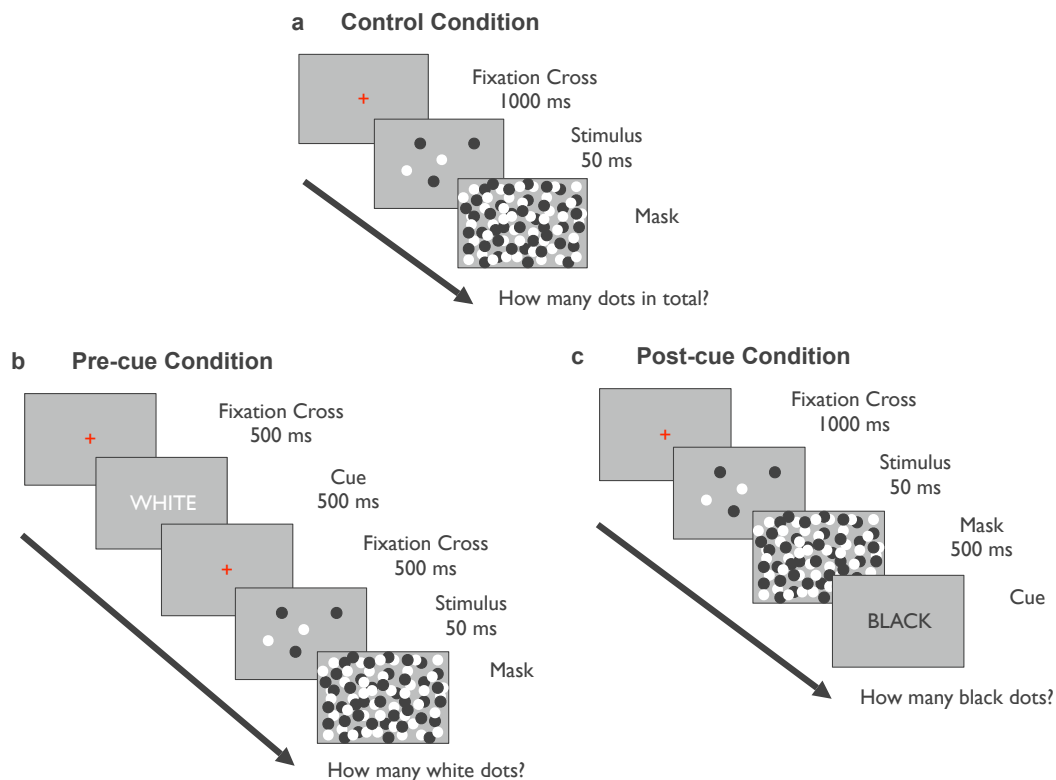 a Control Condition
Fixation Cross
1000 ms
Stimulus
50 ms
Mask
How many dots in total?
b Pre-cue Condition
Fixation Cross
500 ms
Cue
500 ms
WHITE
Fixation Cross
500 ms
Stimulus
50 ms
Mask
How many white dots?
c Post-cue Condition
Fixation Cross
1000 ms
Stimulus
50 ms
Mask
500 ms
Cue
BLACK
How many black dots?